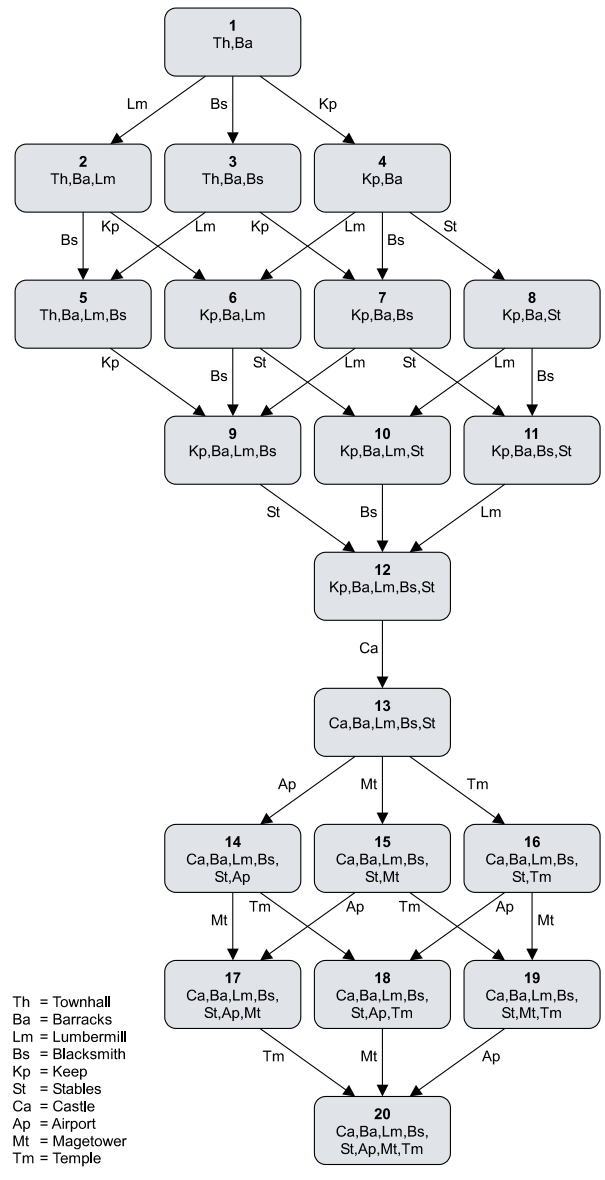 1
Th,Ba
Lm
Bs
Kp
2
Th,Ba,Lm
3
Th,Ba,Bs
4
Kp,Ba
Bs
Kp
Lm
Kp
Lm
Bs
St
5
Th,Ba,Lm,Bs
6
Kp,Ba,Lm
7
Kp,Ba,Bs
8
Kp,Ba,St
Kp
Bs
St
Lm
St
Lm
Bs
9
Kp,Ba,Lm,Bs
10
Kp,Ba,Lm,St
11
Kp,Ba,Bs,St
St
Bs
Lm
12
Kp,Ba,Lm,Bs,St
Ca
13
Ca,Ba,Lm,Bs,St
Ap
Mt
Tm
14
Ca,Ba,Lm,Bs,
St,Ap
15
Ca,Ba,Lm,Bs,
St,Mt
16
Ca,Ba,Lm,Bs,
St,Tm
Mt
Tm
Ap
Tm
Ap
Mt
17
Ca,Ba,Lm,Bs,
St,Ap,Mt
18
Ca,Ba,Lm,Bs,
St,Ap,Tm
19
Ca,Ba,Lm,Bs,
St,Mt,Tm
Tm
Mt
Ap
20
Ca,Ba,Lm,Bs,
St,Ap,Mt,Tm
Th = Townhall
Ba = Barracks
Lm = Lumbermill
Bs = Blacksmith
Kp = Keep
St = Stables
Ca = Castle
Ap = Airport
Mt = Magetower
Tm = Temple